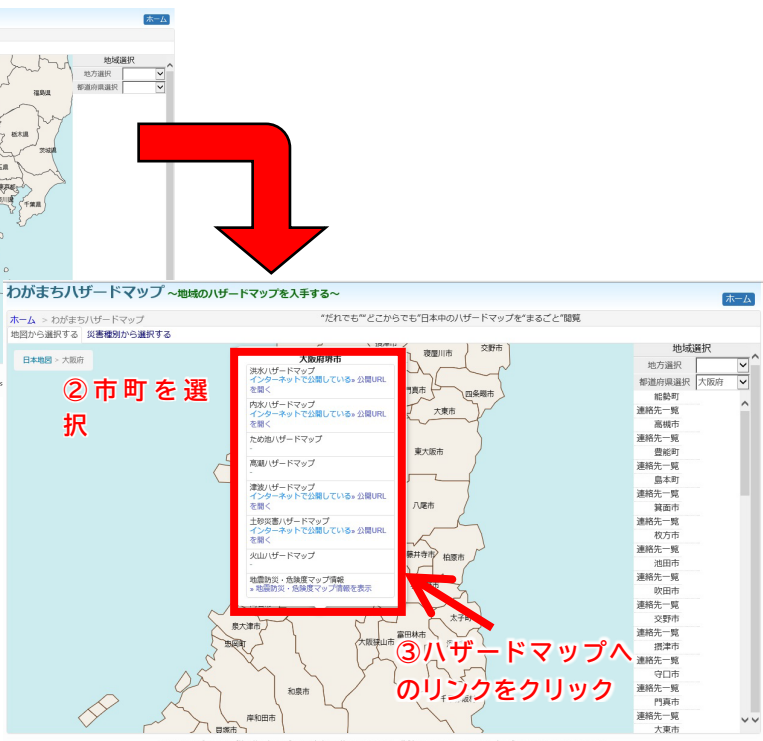 ホーム
地域選択
地方選択
都道府県選択
福島県
栃木県
茨城県
千葉県
わがまちハザードマップ ～地域のハザードマップを入手する～
ホーム
ホーム > わがまちハザードマップ
"だれでも""どこからでも"日本中のハザードマップを"まるごと"閲覧
地図から選択する 災害種別から選択する
日本地図 > 大阪府
②市町を選
択
大阪府堺市
洪水ハザードマップ
インターネットで公開している» 公開URL
を開く
内水ハザードマップ
インターネットで公開している» 公開URL
を開く
ため池ハザードマップ
-
高潮ハザードマップ
-
津波ハザードマップ
インターネットで公開している» 公開URL
を開く
土砂災害ハザードマップ
インターネットで公開している» 公開URL
を開く
火山ハザードマップ
-
地震防災・危険度マップ情報
» 地震防災・危険度マップ情報を表示
寝屋川市
交野市
四条畷市
大東市
東大阪市
八尾市
藤井寺市
柏原市
太子町
富田林市
大阪狭山市
泉大津市
忠岡町
和泉市
岸和田市
貝塚市
③ハザードマップへ
のリンクをクリック
地域選択
地方選択
都道府県選択 大阪府
能勢町
連絡先一覧
高槻市
連絡先一覧
豊能町
連絡先一覧
島本町
連絡先一覧
箕面市
連絡先一覧
枚方市
連絡先一覧
池田市
連絡先一覧
吹田市
連絡先一覧
交野市
連絡先一覧
摂津市
連絡先一覧
守口市
連絡先一覧
門真市
連絡先一覧
大東市